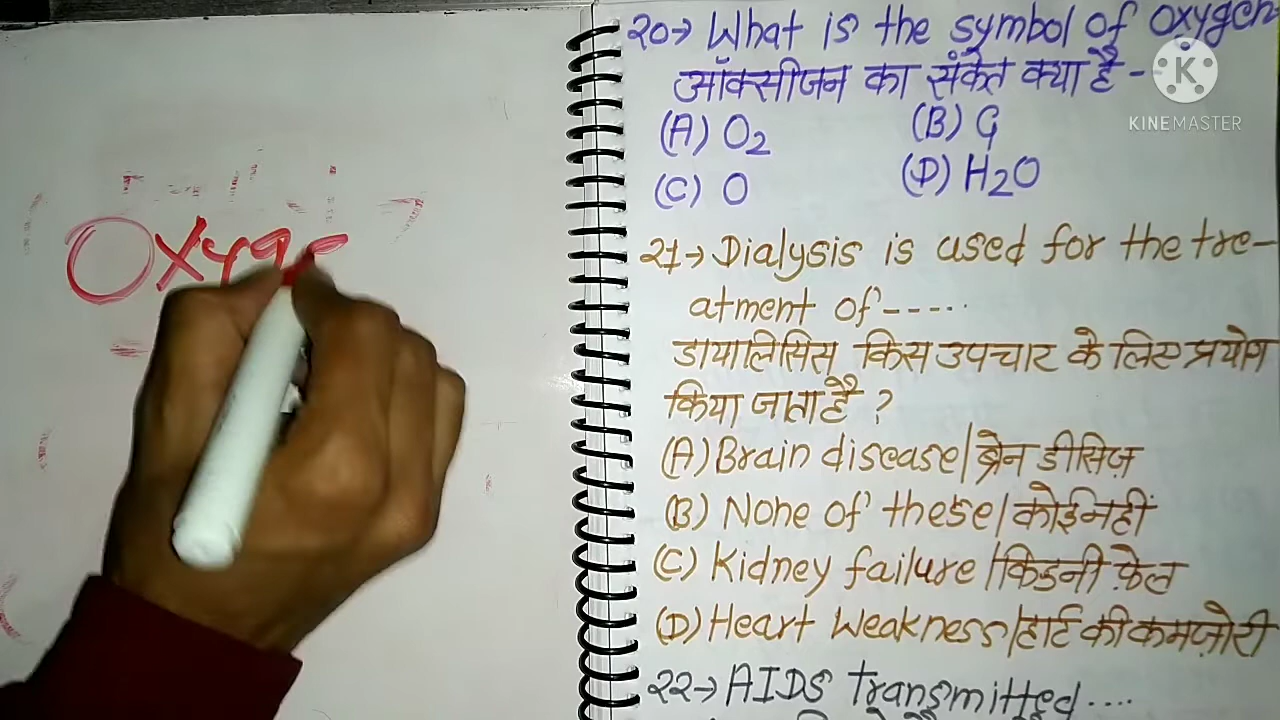 Oxyge
20→ What is the symbol of Oxygen
ऑक्सीजन का संकेत क्या है -
(A) O2
(B) G
(C) O
(D) H2O
21→ Dialysis is used for the tre-
atment of-----
डायालिसिस किस उपचार के लिए प्रयोग
किया जाता है ?
(A) Brain disease/ब्रेन डीसिज़
(B) None of these/कोई नहीं
(C) Kidney failure/किडनी फ़ेल
(D) Heart Weakness/हार्ट की कमज़ोरी
22→ AIDS transmitted....
K
KINEMASTER